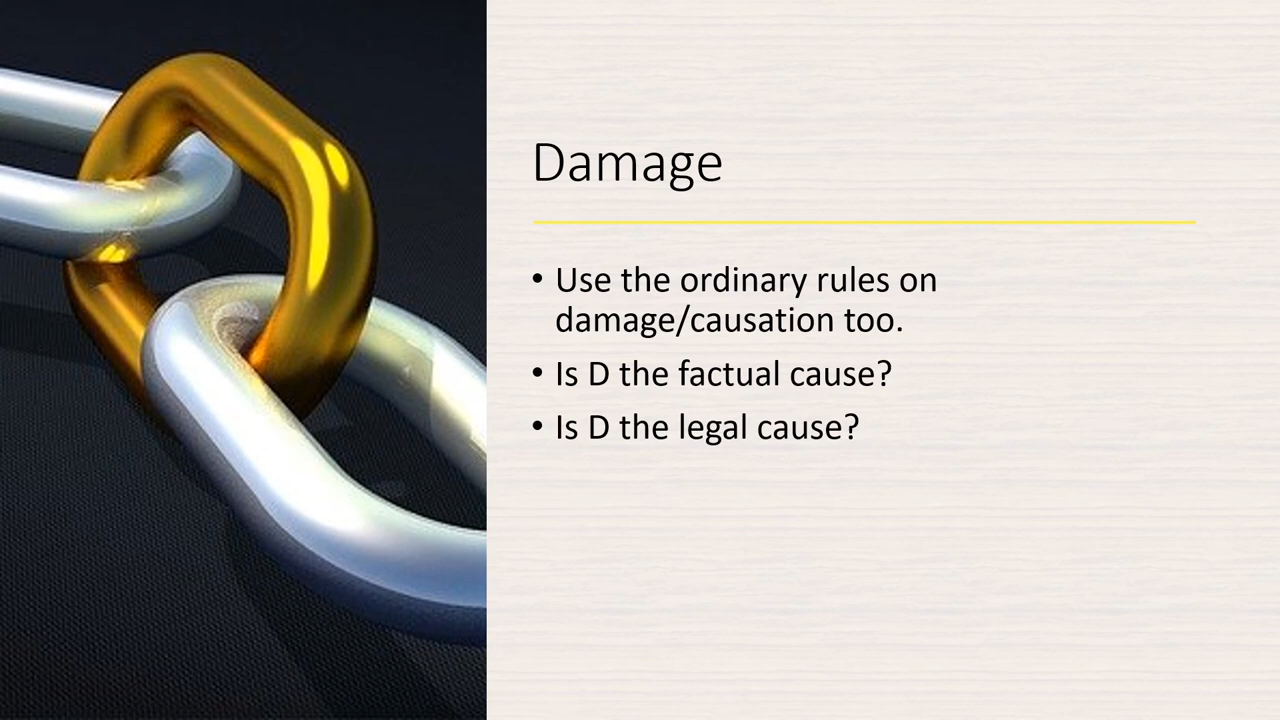 Damage
• Use the ordinary rules on
damage/causation too.
• Is D the factual cause?
• Is D the legal cause?